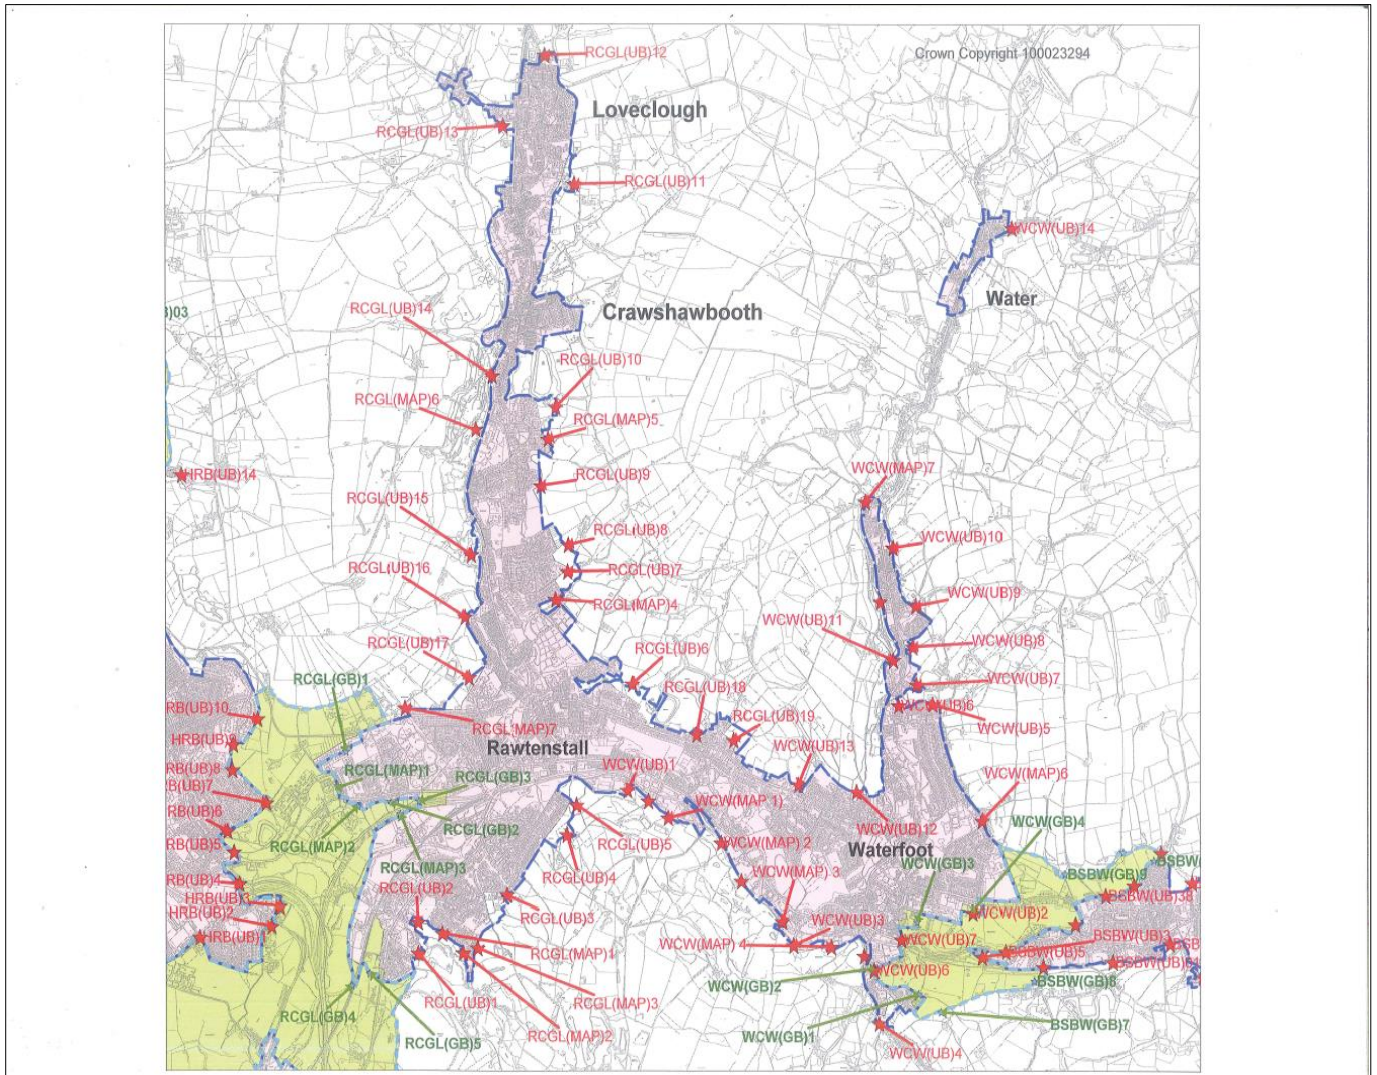 RCGL(UB)12
Crown Copyright 100023294
Loveclough
RCGL(UB)13
RCGL(UB)11
WCW(UB)14
Water
)03
RCGL(UB)14
Crawshawbooth
RCGL(UB)10
RCGL(MAP)6
RCGL(MAP)5
HRB(UB)14
WCW(MAP)7
RCGL(UB)9
RCGL(UB)15
RCGL(UB)8
WCW(UB)10
RCGL(UB)16
RCGL(UB)7
RCGL(MAP)4
WCW(UB)9
WCW(UB)11
RCGL(UB)17
RCGL(UB)6
WCW(UB)8
RCGL(GB)1
WCW(UB)7
RCGL(UB)18
RB(UB)10
WCW(UB)6
RCGL(UB)19
WCW(UB)5
RCGL(MAP)7
HRB(UB)9
Rawtenstall
WCW(UB)13
RB(UB)8
RCGL(MAP)1
RCGL(GB)3
WCW(UB)1
WCW(MAP)6
B(UB)7
WCW(MAP 1)
RB(UB)6
RCGL(GB)2
WCW(GB)4
WCW(UB)12
RCGL(MAP)2
RCGL(UB)5
WCW(MAP) 2
Waterfoot
RB(UB)5
RCGL(MAP)3
WCW(GB)3
BSBW(
RCGL(UB)4
WCW(MAP) 3
BSBW(GB)9
RB(UB)4
RCGL(UB)2
HRB(UB)3
BSBW(UB)38
HRB(UB)2
RCGL(UB)3
WCW(UB)3
WCW(UB)2
HRB(UB)1
WCW(MAP) 4
WCW(UB)7
BSBW(UB)3
RCGL(MAP)1
BSBW(UB)5
BSB
WCW(UB)6
BSBW(UB)61
RCGL(UB)1
WCW(GB)2
BSBW(GB)8
RCGL(MAP)3
RCGL(GB)4
BSBW(GB)7
RCGL(MAP)2
WCW(GB)1
RCGL(GB)5
WCW(UB)4